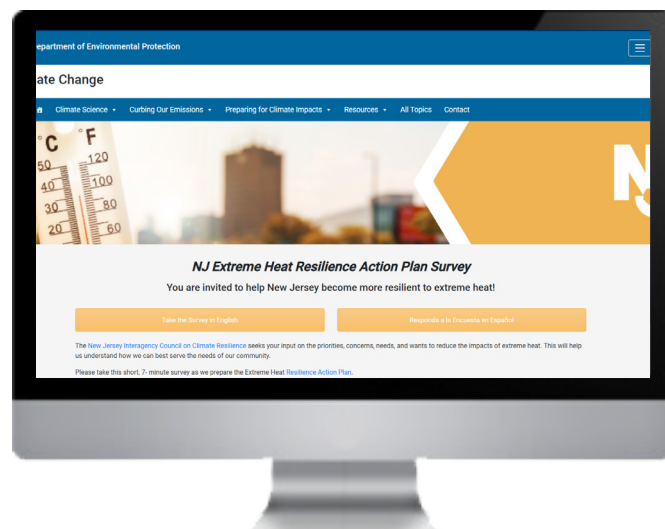 epartment of Environmental Protection
ate Change
Climate Science
Curbing Our Emissions
Preparing for Climate Impacts
Resources
All Topics
Contact
°C °F
50 120
40 100
30 80
20 60
NJ
NJ Extreme Heat Resilience Action Plan Survey
You are invited to help New Jersey become more resilient to extreme heat!
Take the Survey in English
Responda a la Encuesta en Español
The New Jersey Interagency Council on Climate Resilience seeks your input on the priorities, concerns, needs, and wants to reduce the impacts of extreme heat. This will help
us understand how we can best serve the needs of our community.
Please take this short, 7- minute survey as we prepare the Extreme Heat Resilience Action Plan.